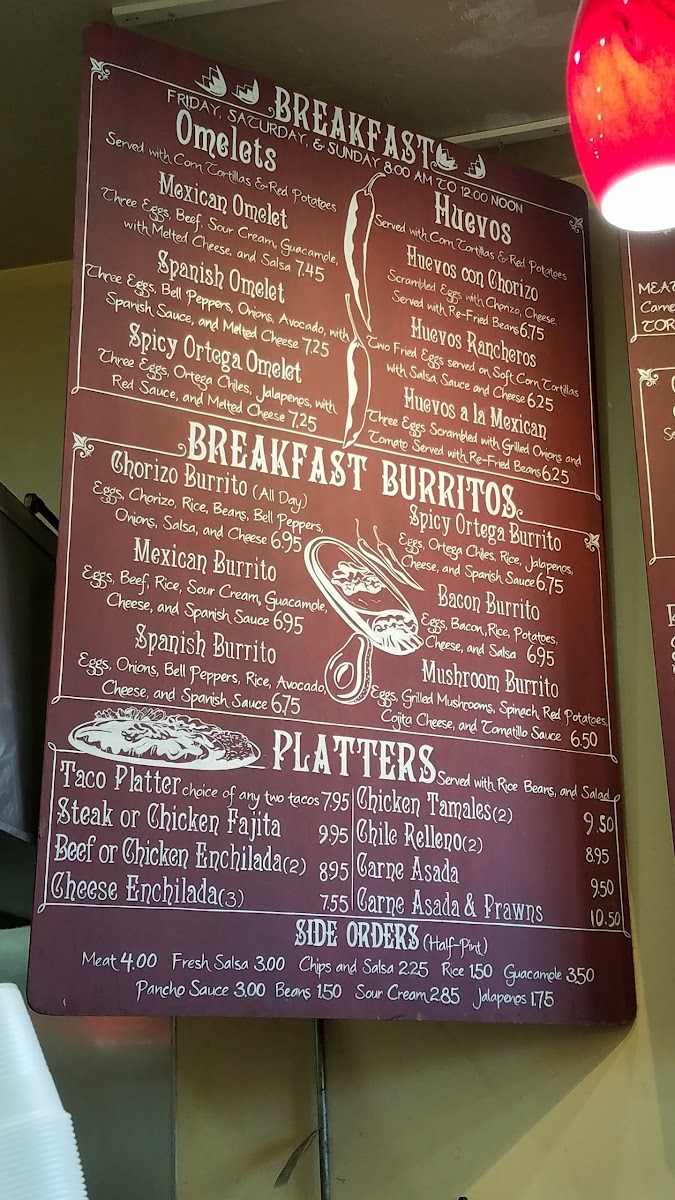 BREAKFAST
FRIDAY, SATURDAY, & SUNDAY 8:00 AM TO 12:00 NOON
Omelets
Served with Corn Tortillas & Red Potatoes
Mexican Omelet
Three Eggs, Beef, Sour Cream, Guacamole,
with Melted Cheese, and Salsa 7.45
Spanish Omelet
Three Eggs, Bell Peppers, Onions, Avocado, with
Spanish Sauce, and Melted Cheese 7.25
Spicy Ortega Omelet
Three Eggs, Ortega Chiles, Jalapenos, with
Red Sauce, and Melted Cheese 7.25
Huevos
Served with Corn Tortillas & Red Potatoes
Huevos con Chorizo
Scrambled Eggs with Chorizo, Cheese,
Served with Re-Fried Beans 6.75
Huevos Rancheros
Two Fried Eggs served on Soft Corn Tortillas
with Salsa, Sauce and Cheese 6.25
Huevos a la Mexican
Three Eggs Scrambled with Grilled Onions and
Tomato Served with Re-Fried Beans 6.25
BREAKFAST BURRITOS
Chorizo Burrito (All Day)
Eggs, Chorizo, Rice, Beans, Bell Peppers,
Onions, Salsa, and Cheese 6.95
Mexican Burrito
Eggs, Beef, Rice, Sour Cream, Guacamole,
Cheese, and Spanish Sauce 6.95
Spanish Burrito
Eggs, Onions, Bell Peppers, Rice, Avocado,
Cheese, and Spanish Sauce 6.75
Spicy Ortega Burrito
Eggs, Ortega Chiles, Rice, Jalapenos,
Cheese, and Spanish Sauce 6.75
Bacon Burrito
Eggs, Bacon, Rice, Potatoes,
Cheese, and Salsa 6.95
Mushroom Burrito
Eggs, Grilled Mushrooms, Spinach, Red Potatoes,
Cojita Cheese, and Tomatillo Sauce 6.50
PLATTERS Served with Rice Beans, and Salad
Taco Platter choice of any two tacos 7.95
Steak or Chicken Fajita 9.95
Beef or Chicken Enchilada(2) 8.95
Cheese Enchilada(3) 7.55
Chicken Tamales(2) 9.50
Chile Relleno(2) 8.95
Carne Asada 9.50
Carne Asada & Prawns 10.50
SIDE ORDERS (Half-Pint)
Meat 4.00 Fresh Salsa 3.00 Chips and Salsa 2.25 Rice 1.50 Guacamole 3.50
Pancho Sauce 3.00 Beans 1.50 Sour Cream 2.85 Jalapenos 1.75